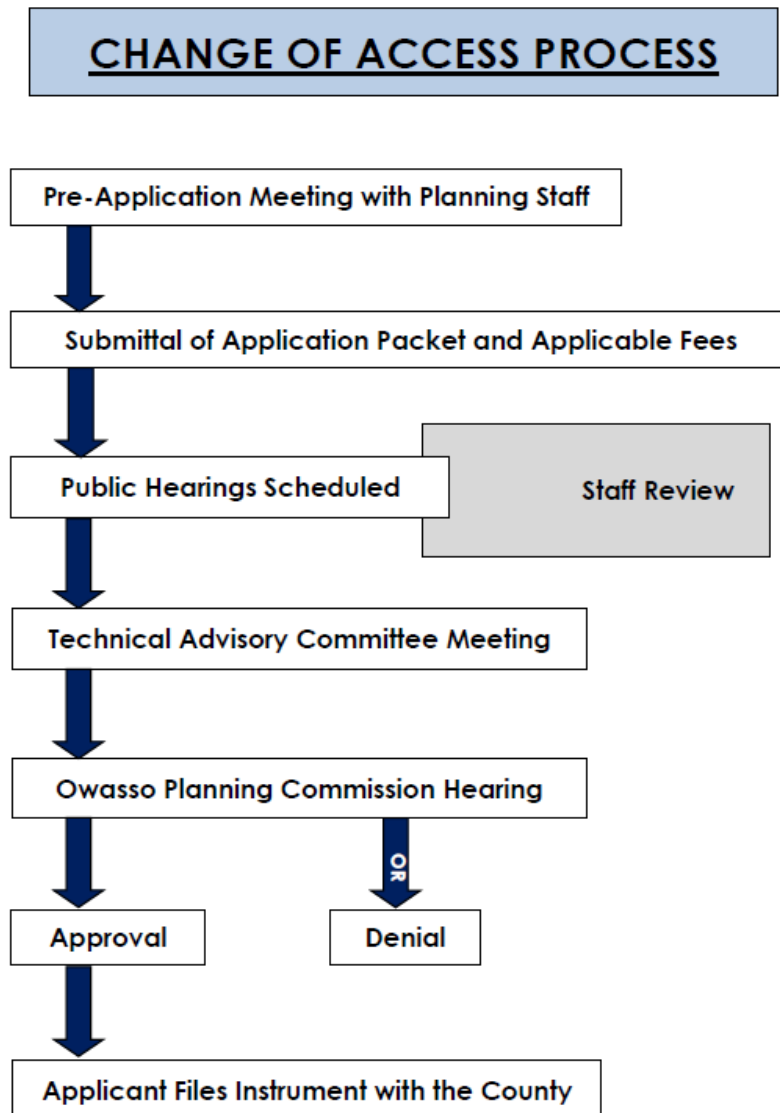 CHANGE OF ACCESS PROCESS
Pre-Application Meeting with Planning Staff
Submittal of Application Packet and Applicable Fees
Public Hearings Scheduled
Staff Review
Technical Advisory Committee Meeting
Owasso Planning Commission Hearing
OR
Approval
Denial
Applicant Files Instrument with the County